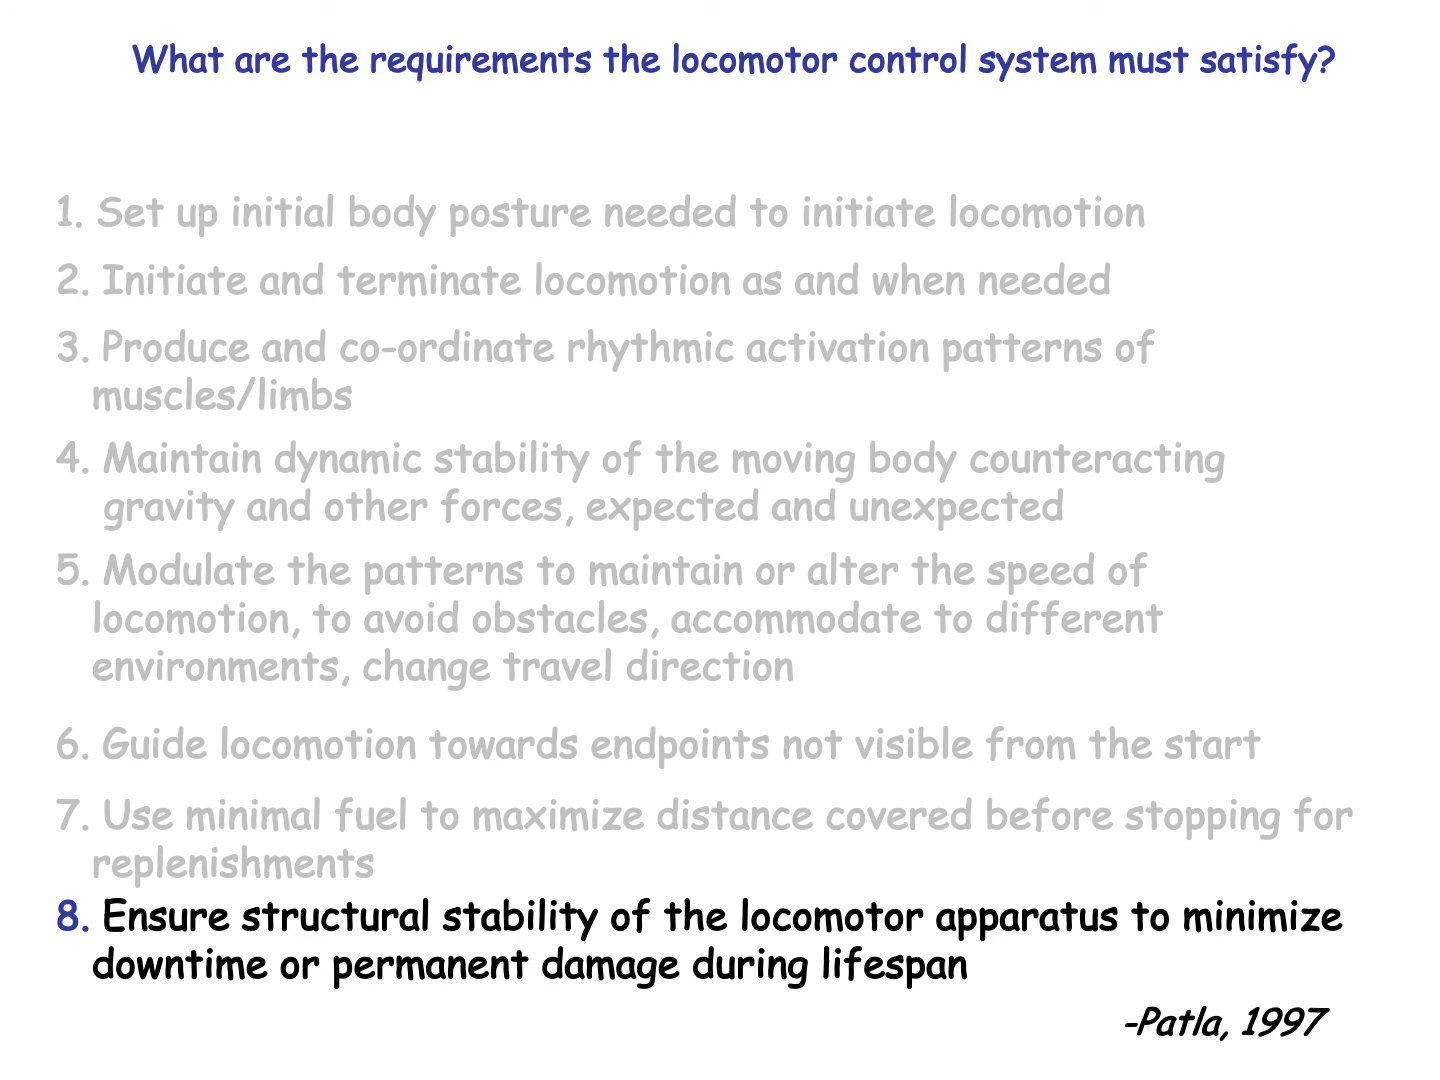 What are the requirements the locomotor control system must satisfy?
1. Set up initial body posture needed to initiate locomotion
2. Initiate and terminate locomotion as and when needed
3. Produce and co-ordinate rhythmic activation patterns of
muscles/limbs
4. Maintain dynamic stability of the moving body counteracting
gravity and other forces, expected and unexpected
5. Modulate the patterns to maintain or alter the speed of
locomotion, to avoid obstacles, accommodate to different
environments, change travel direction
6. Guide locomotion towards endpoints not visible from the start
7. Use minimal fuel to maximize distance covered before stopping for
replenishments
8. Ensure structural stability of the locomotor apparatus to minimize
downtime or permanent damage during lifespan
-Patla, 1997